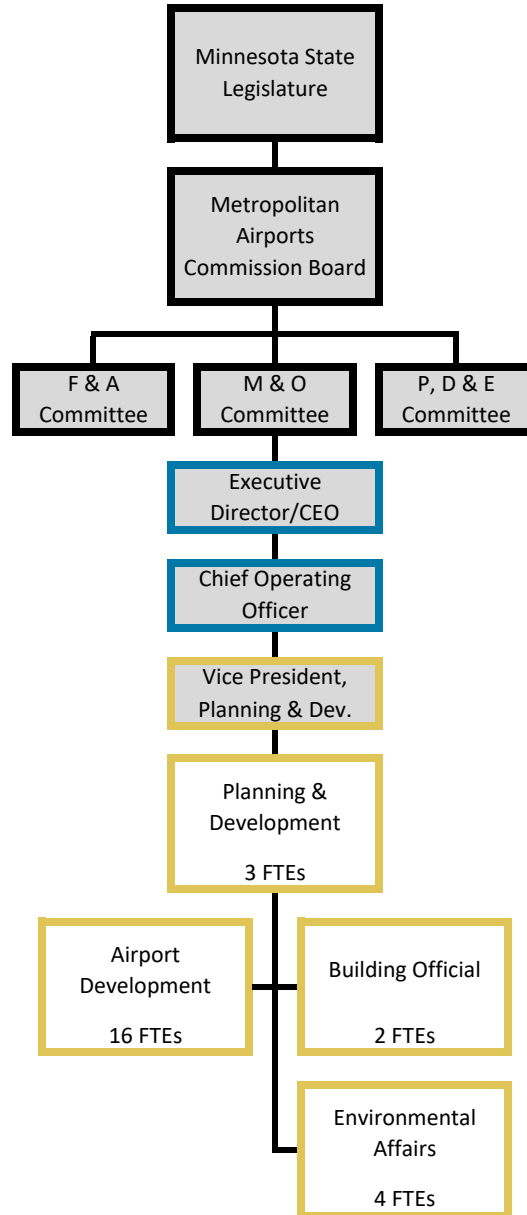 Minnesota State
Legislature
Metropolitan
Airports
Commission Board
F & A
Committee
M & O
Committee
P, D & E
Committee
Executive
Director/CEO
Chief Operating
Officer
Vice President,
Planning & Dev.
Planning &
Development
3 FTEs
Airport
Development
16 FTEs
Building Official
2 FTEs
Environmental
Affairs
4 FTEs